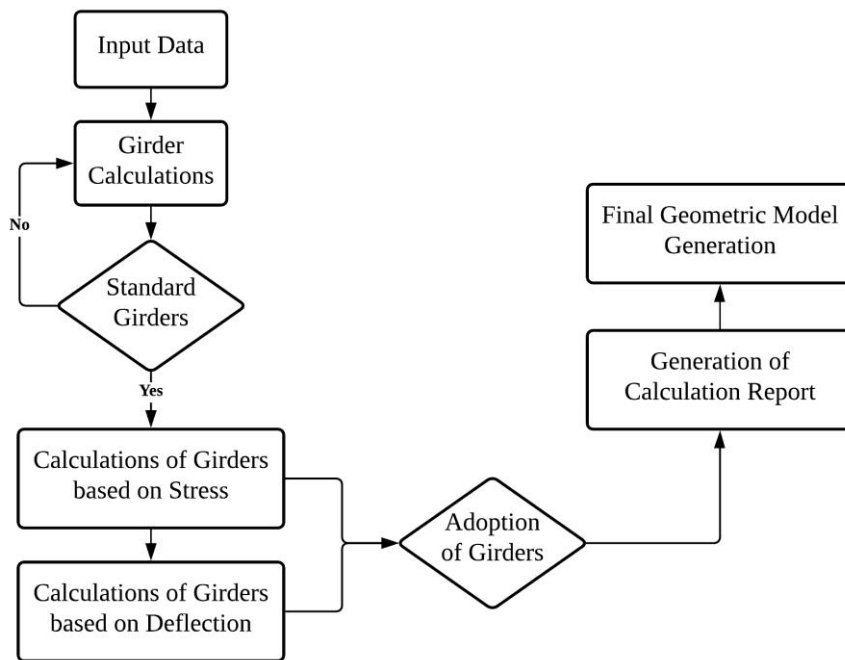 Input Data
Girder
Calculations
No
Standard
Girders
Yes
Calculations of Girders
based on Stress
Calculations of Girders
based on Deflection
Adoption
of Girders
Generation of
Calculation Report
Final Geometric Model
Generation